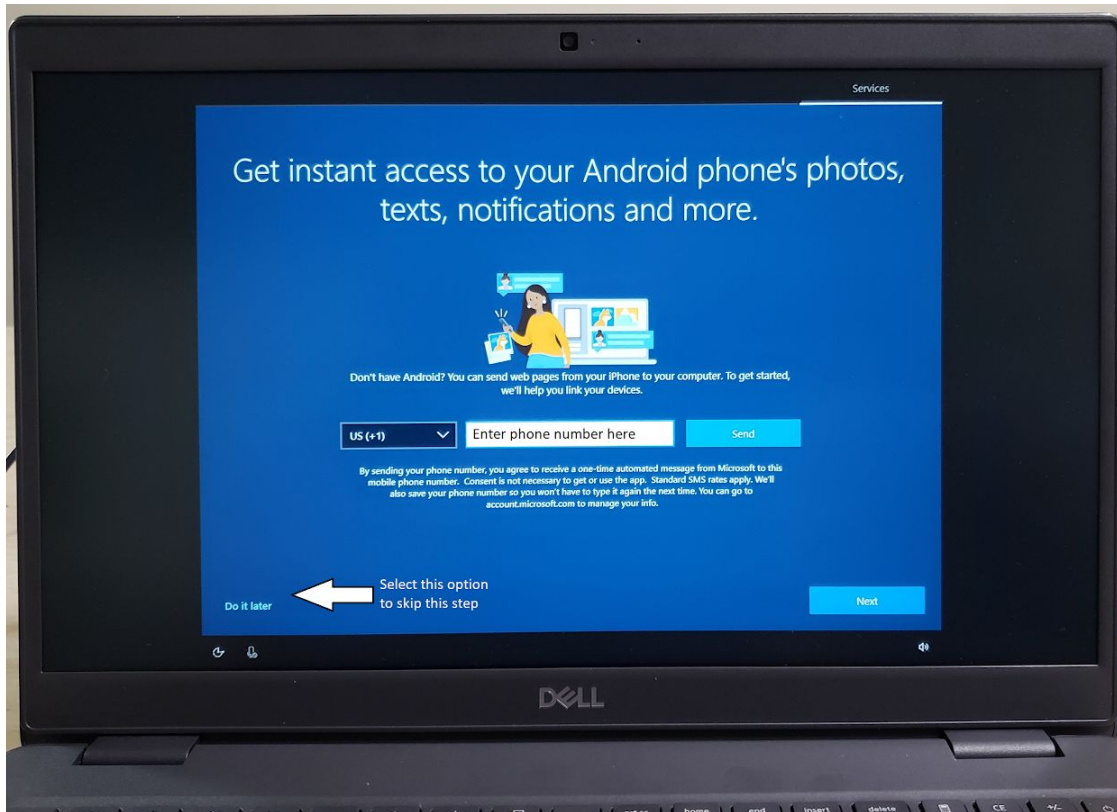 Services
Get instant access to your Android phone's photos,
texts, notifications and more.
Don't have Android? You can send web pages from your iPhone to your computer. To get started,
we'll help you link your devices.
US (+1)
Enter phone number here
Send
By sending your phone number, you agree to receive a one-time automated message from Microsoft to this
mobile phone number. Consent is not necessary to get or use the app. Standard SMS rates apply. We'll
also save your phone number so you won't have to type it again the next time. You can go to
account.microsoft.com to manage your info.
Select this option
to skip this step
Do it later
Next
DELL
home end insert delete CE +/-